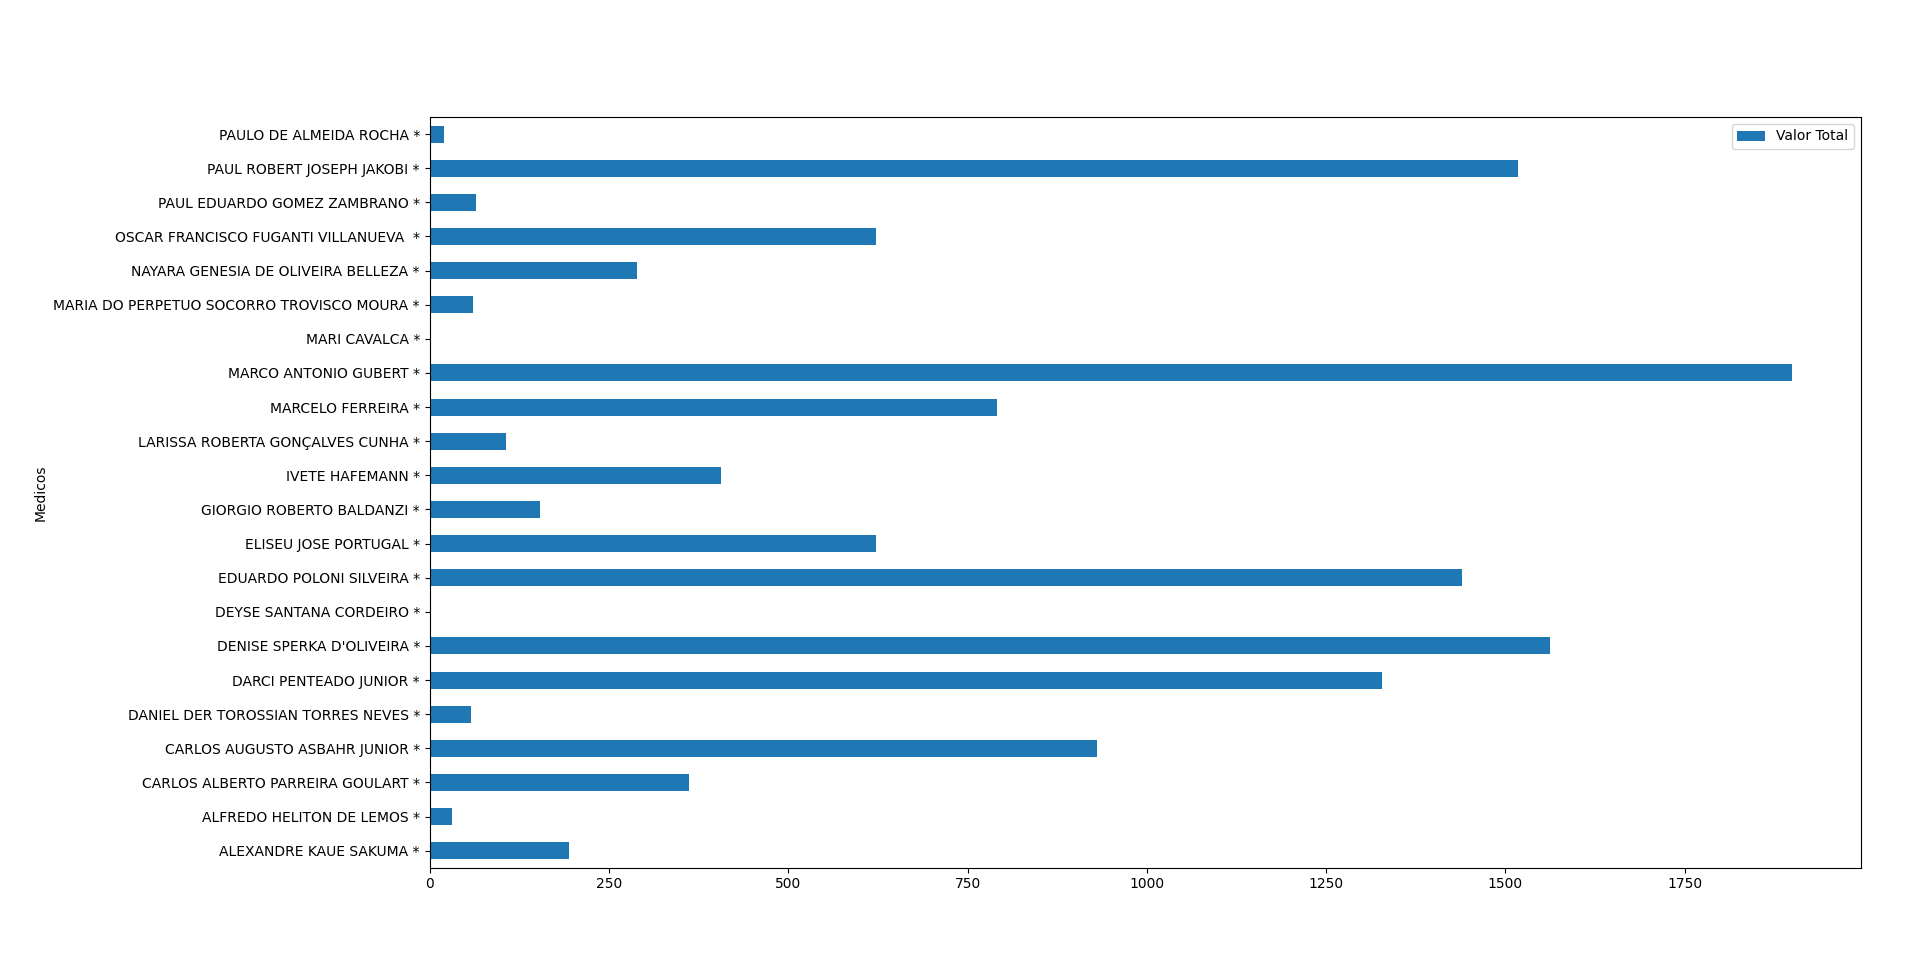 PAULO DE ALMEIDA ROCHA *
PAUL ROBERT JOSEPH JAKOBI *
PAUL EDUARDO GOMEZ ZAMBRANO *
OSCAR FRANCISCO FUGANTI VILLANUEVA  *
NAYARA GENESIA DE OLIVEIRA BELLEZA *
MARIA DO PERPETUO SOCORRO TROVISCO MOURA *
MARI CAVALCA *
MARCO ANTONIO GUBERT *
MARCELO FERREIRA *
LARISSA ROBERTA GONÇALVES CUNHA *
IVETE HAFEMANN *
GIORGIO ROBERTO BALDANZI *
ELISEU JOSE PORTUGAL *
EDUARDO POLONI SILVEIRA *
DEYSE SANTANA CORDEIRO *
DENISE SPERKA D'OLIVEIRA *
DARCI PENTEADO JUNIOR *
DANIEL DER TOROSSIAN TORRES NEVES *
CARLOS AUGUSTO ASBAHR JUNIOR *
CARLOS ALBERTO PARREIRA GOULART *
ALFREDO HELITON DE LEMOS *
ALEXANDRE KAUE SAKUMA *
Medicos
0 250 500 750 1000 1250 1500 1750
Valor Total